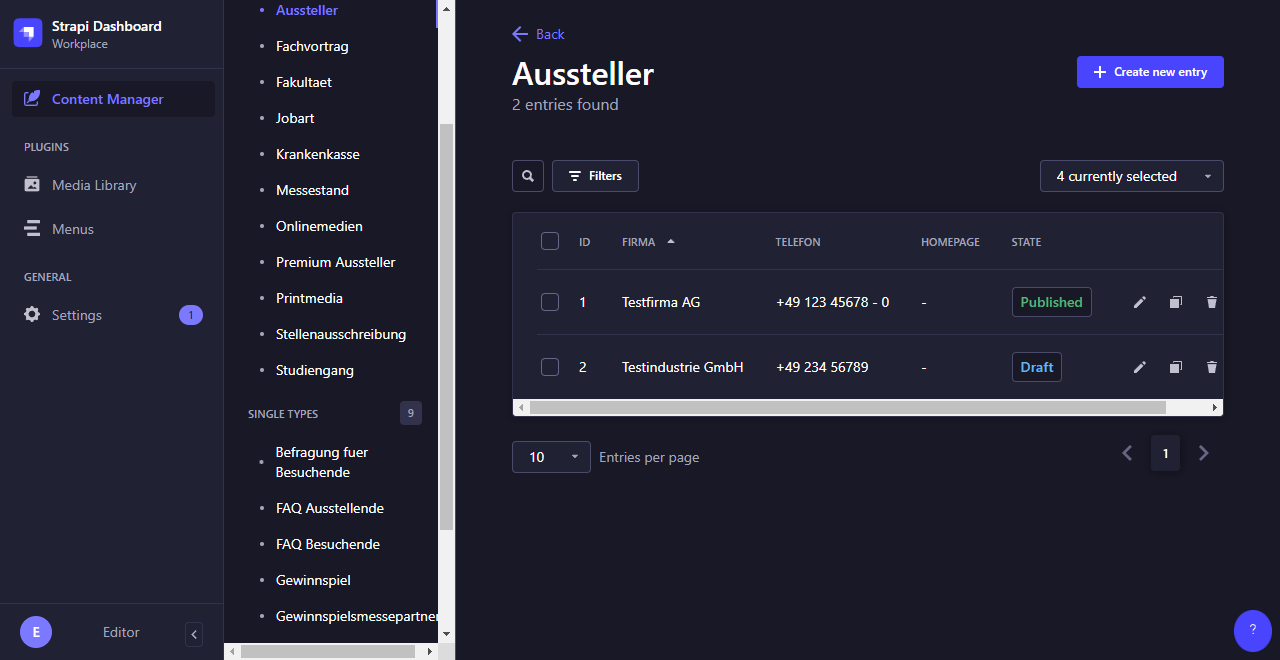 Strapi Dashboard
Workplace
Content Manager
PLUGINS
Media Library
Menus
GENERAL
Settings
1
E
Editor
Aussteller
Fachvortrag
Fakultaet
Jobart
Krankenkasse
Messestand
Onlinemedien
Premium Aussteller
Printmedia
Stellenausschreibung
Studiengang
SINGLE TYPES
9
Befragung fuer
Besuchende
FAQ Ausstellende
FAQ Besuchende
Gewinnspiel
Gewinnspielsmessepartner
Back
Aussteller
2 entries found
Create new entry
Filters
4 currently selected
ID FIRMA TELEFON HOMEPAGE STATE
1 Testfirma AG +49 123 45678 - 0 - Published
2 Testindustrie GmbH +49 234 56789 - Draft
10 Entries per page
1
?